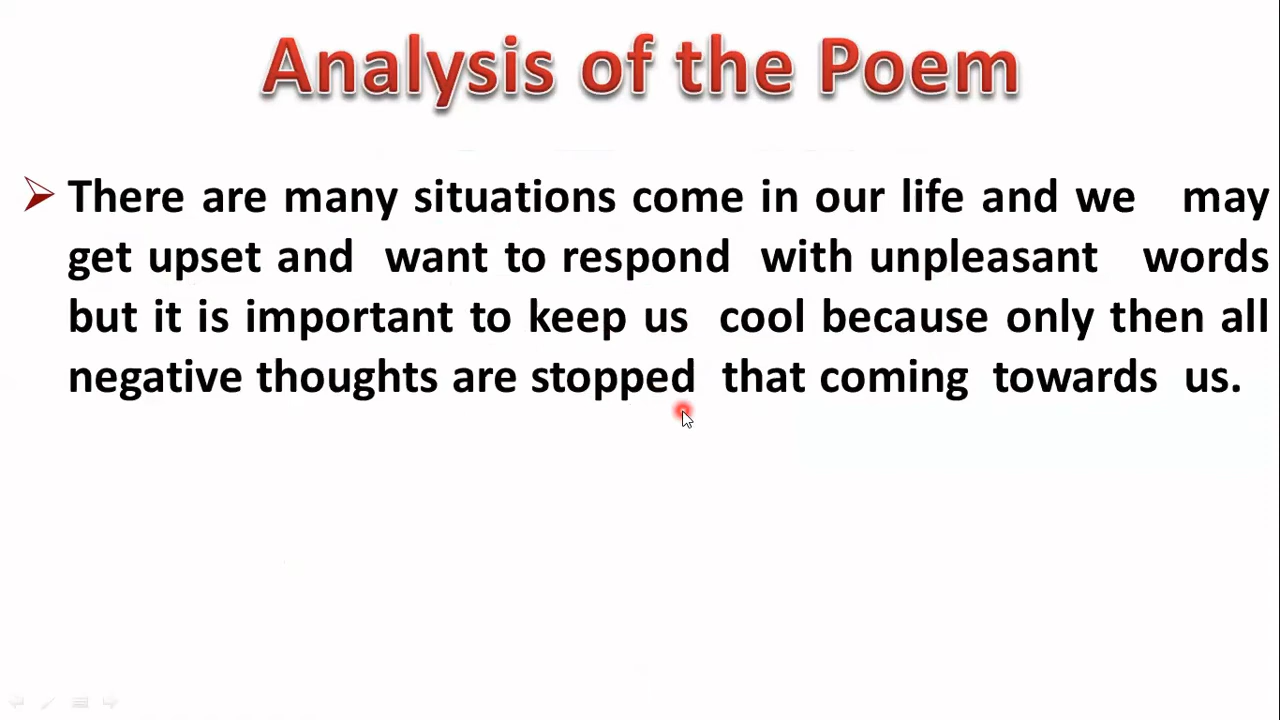 Analysis of the Poem
There are many situations come in our life and we may
get upset and want to respond with unpleasant words
but it is important to keep us cool because only then all
negative thoughts are stopped that coming towards us.